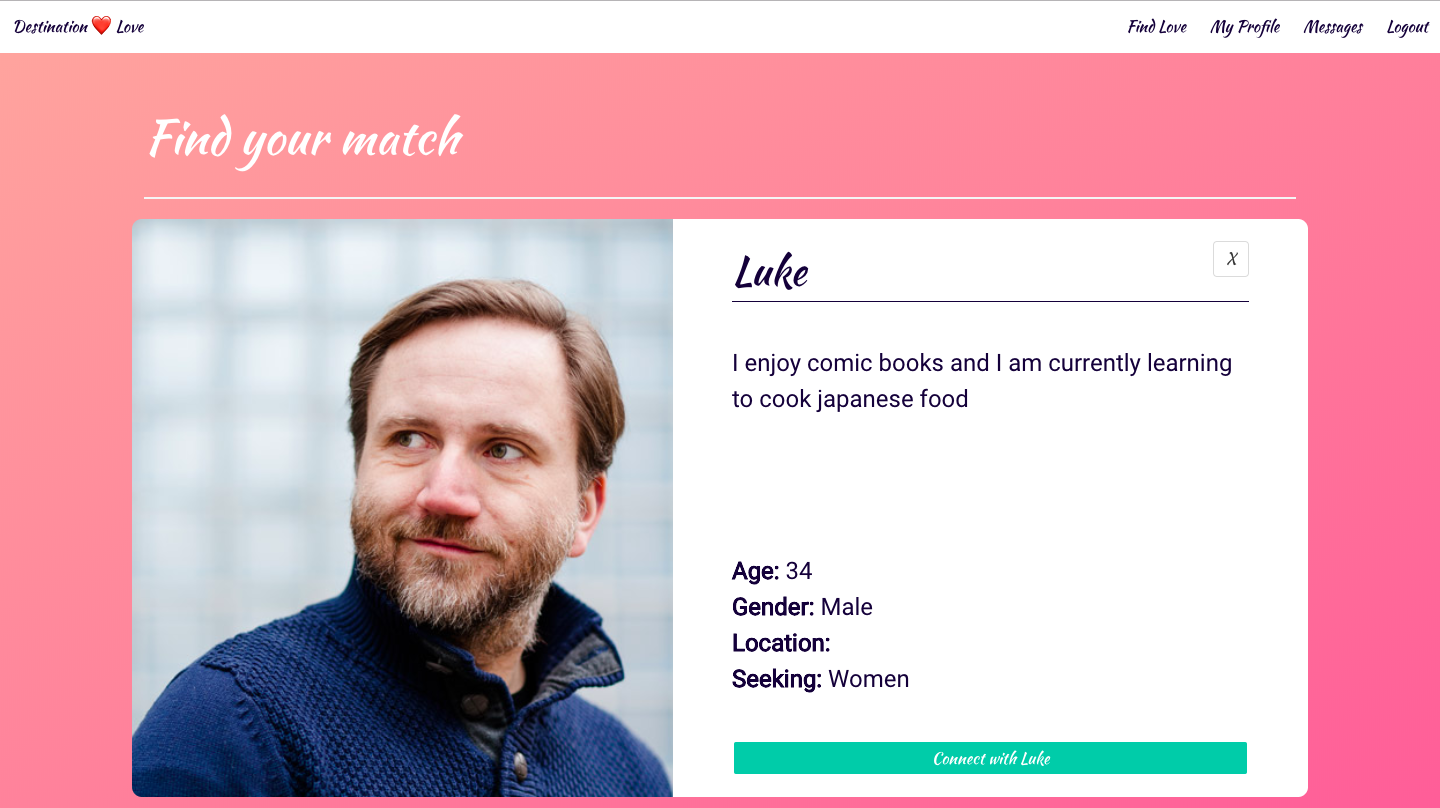 Destination ❤️ Love
Find Love My Profile Messages Logout
Find your match
Luke
X
I enjoy comic books and I am currently learning
to cook japanese food
Age: 34
Gender: Male
Location:
Seeking: Women
Connect with Luke